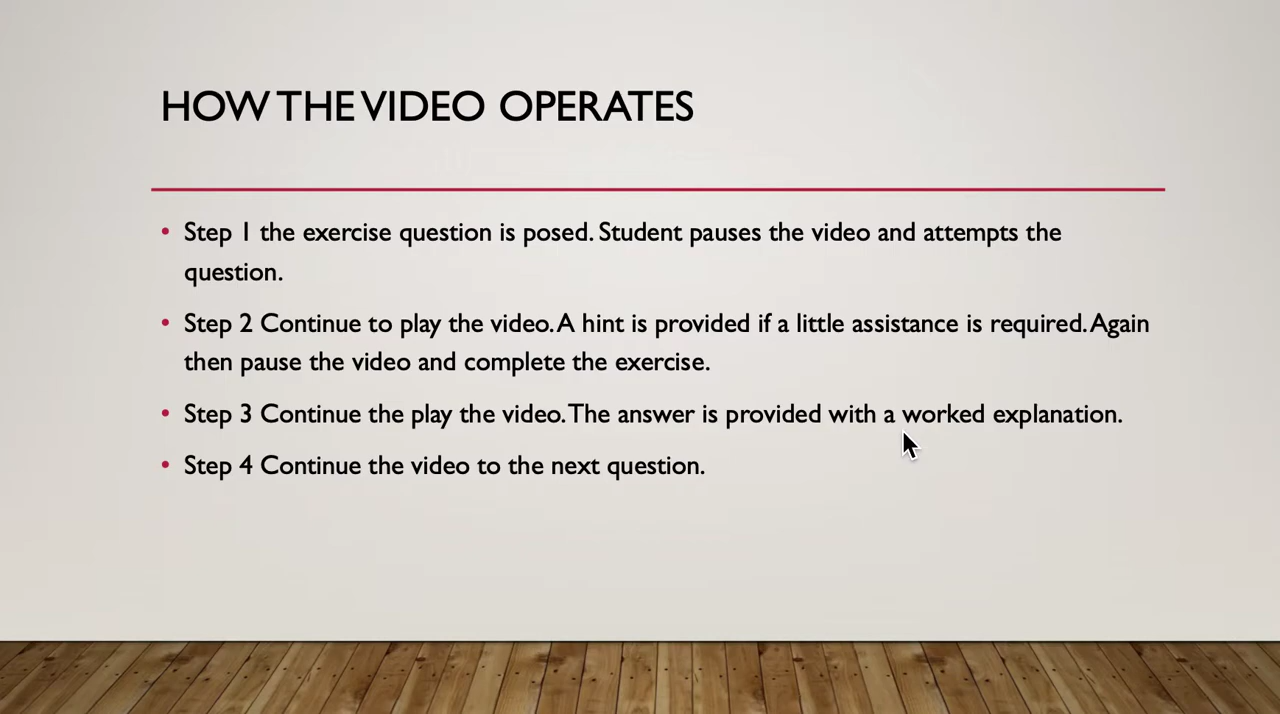 HOW THE VIDEO OPERATES
• Step 1 the exercise question is posed. Student pauses the video and attempts the
question.
• Step 2 Continue to play the video. A hint is provided if a little assistance is required. Again
then pause the video and complete the exercise.
• Step 3 Continue the play the video. The answer is provided with a worked explanation.
• Step 4 Continue the video to the next question.